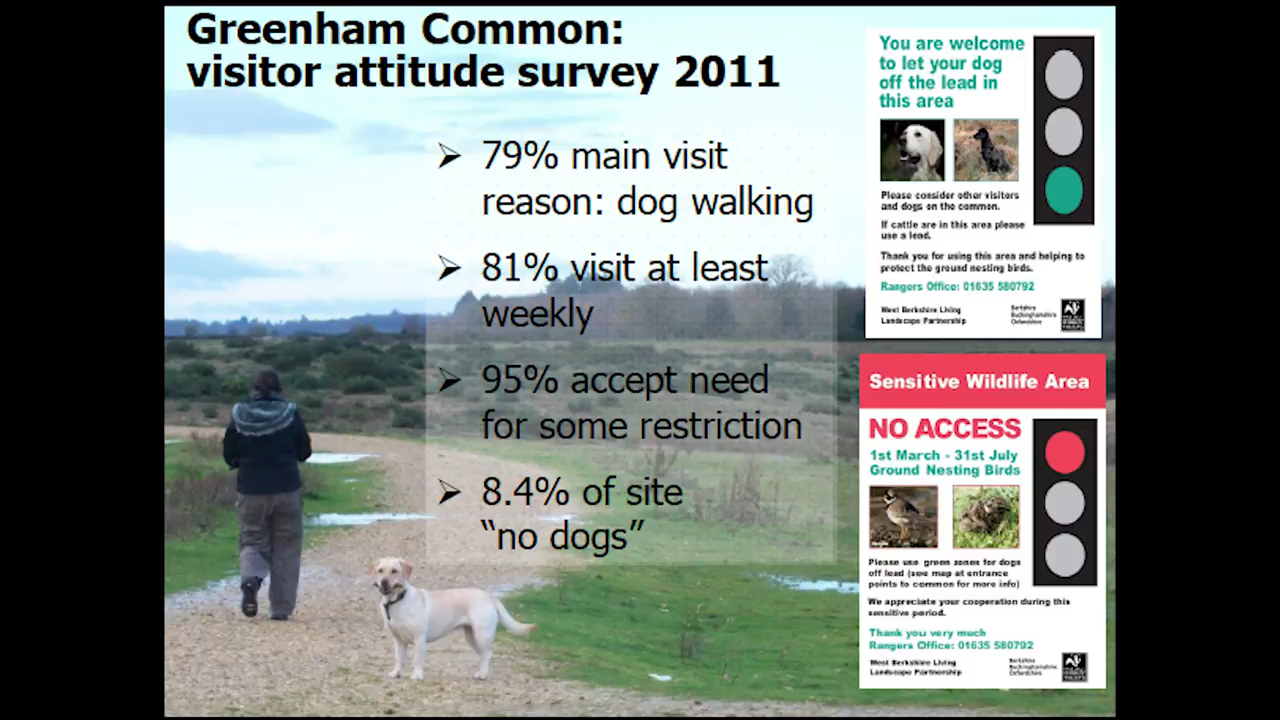 Greenham Common:
visitor attitude survey 2011
79% main visit
reason: dog walking
81% visit at least
weekly
95% accept need
for some restriction
8.4% of site
“no dogs”
You are welcome
to let your dog
off the lead in
this area
Please consider other visitors
and dogs on the common.
If cattle are in this area please
use a lead.
Thank you for using this area and helping to
protect the ground nesting birds.
Rangers Office: 01635 580792
West Berkshire Living
Landscape Partnership
Berkshire
Buckinghamshire
Oxfordshire
Sensitive Wildlife Area
NO ACCESS
1st March - 31st July
Ground Nesting Birds
Please use green zones for dogs
off lead (see map at entrance
points to common for more info)
We appreciate your cooperation during this
sensitive period.
Thank you very much
Rangers Office: 01635 580792
West Berkshire Living
Landscape Partnership
Berkshire
Buckinghamshire
Oxfordshire